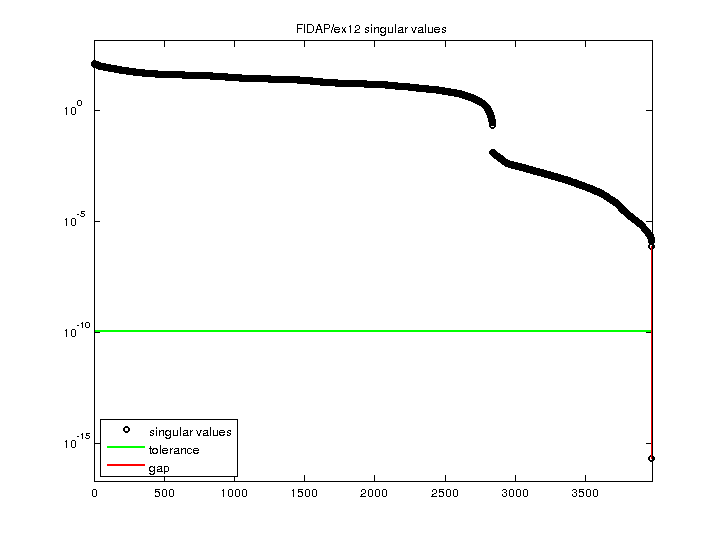 FIDAP/ex12 singular values
10^0
10^-5
10^-10
10^-15
singular values
tolerance
gap
0 500 1000 1500 2000 2500 3000 3500